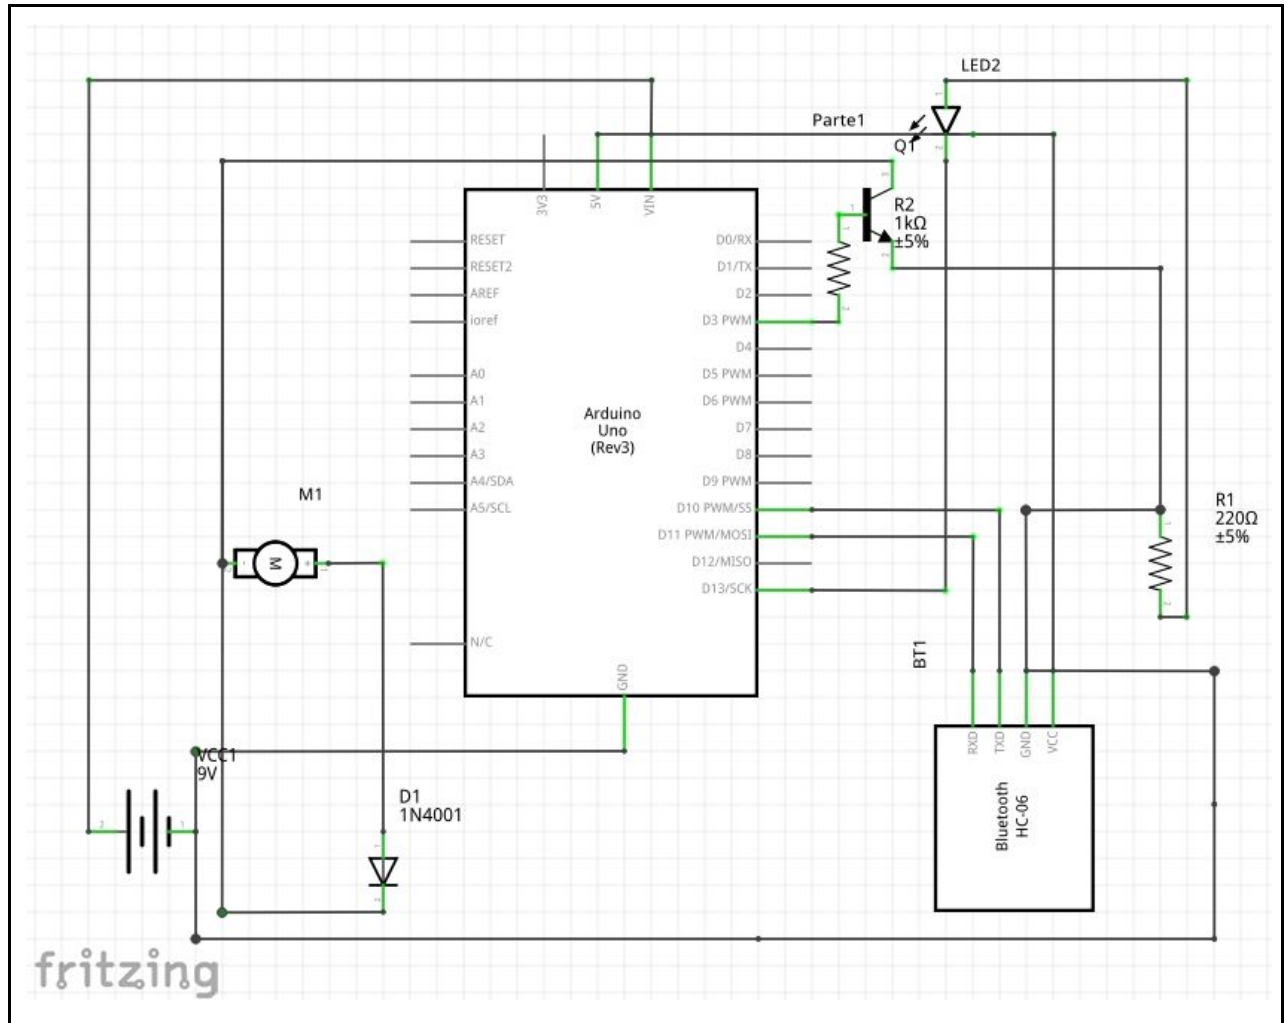 LED2
Parte1
Q1
3V3
5V
VIN
R2
1kΩ
±5%
RESET
RESET2
AREF
ioref
A0
A1
A2
A3
A4/SDA
A5/SCL
N/C
D0/RX
D1/TX
D2
D3 PWM
D4
D5 PWM
D6 PWM
D7
D8
D9 PWM
D10 PWM/SS
D11 PWM/MOSI
D12/MISO
D13/SCK
Arduino
Uno
(Rev3)
GND
M1
M
R1
220Ω
±5%
BT1
RXD
TXD
GND
VCC
Bluetooth
HC-06
VCC1
9V
D1
1N4001
fritzing